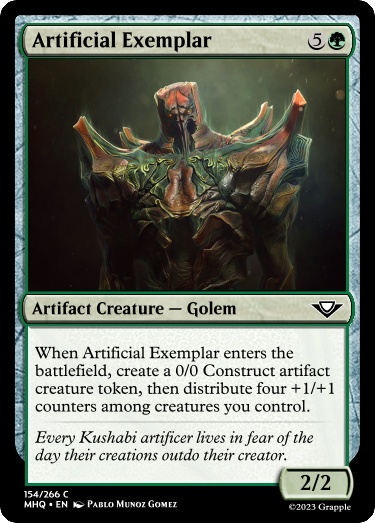 Artificial Exemplar 5
Artifact Creature — Golem
When Artificial Exemplar enters the
battlefield, create a 0/0 Construct artifact
creature token, then distribute four +1/+1
counters among creatures you control.
Every Kushabi artificer lives in fear of the
day their creations outdo their creator.
2/2
154/266 C
MHQ • EN Pablo Munoz Gomez
©2023 Grapple